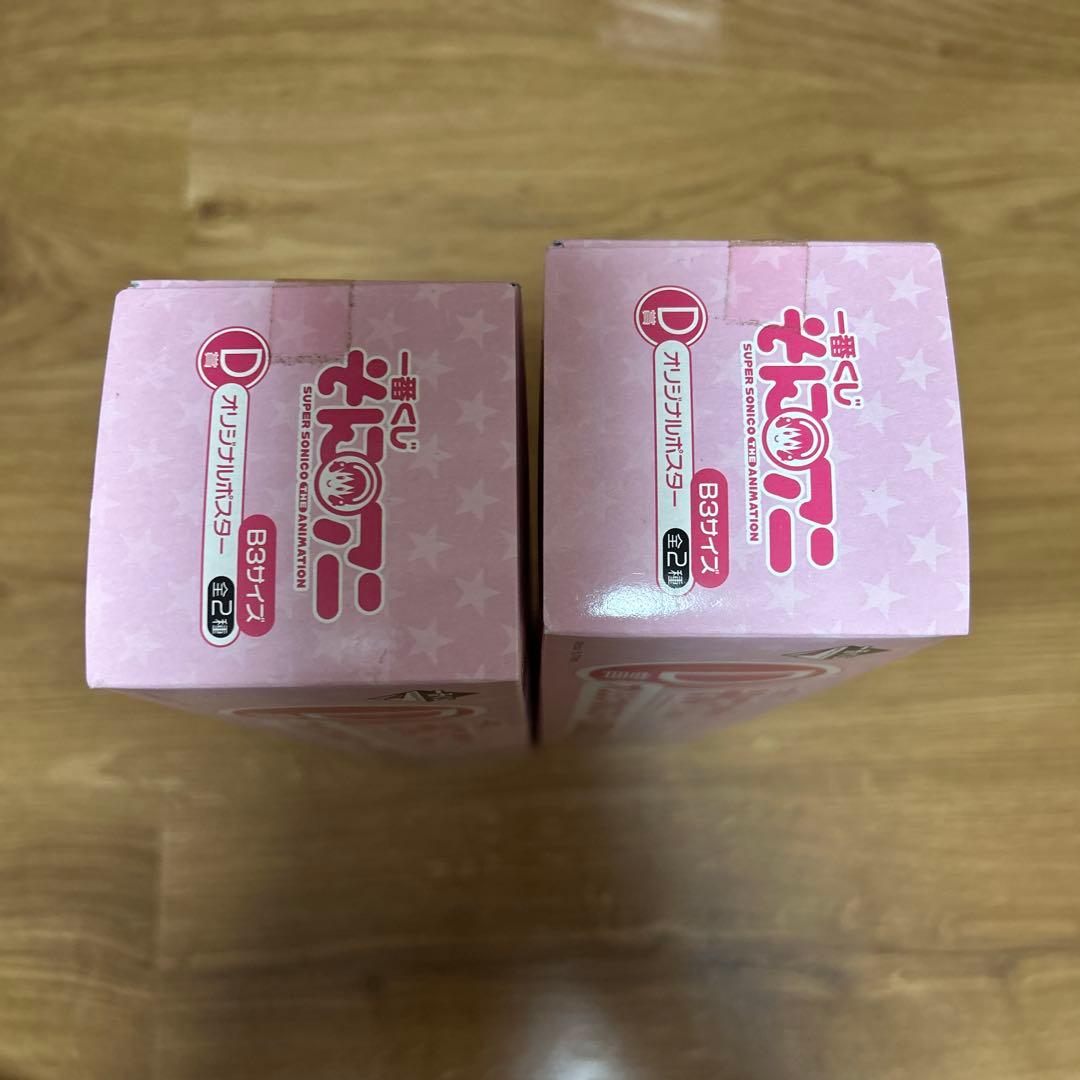 一番くじ
そにアニ
SUPER SONICO THE ANIMATION
D賞
オリジナルポスター
B3サイズ
全2種
一番くじ
そにアニ
SUPER SONICO THE ANIMATION
D賞
オリジナルポスター
B3サイズ
全2種